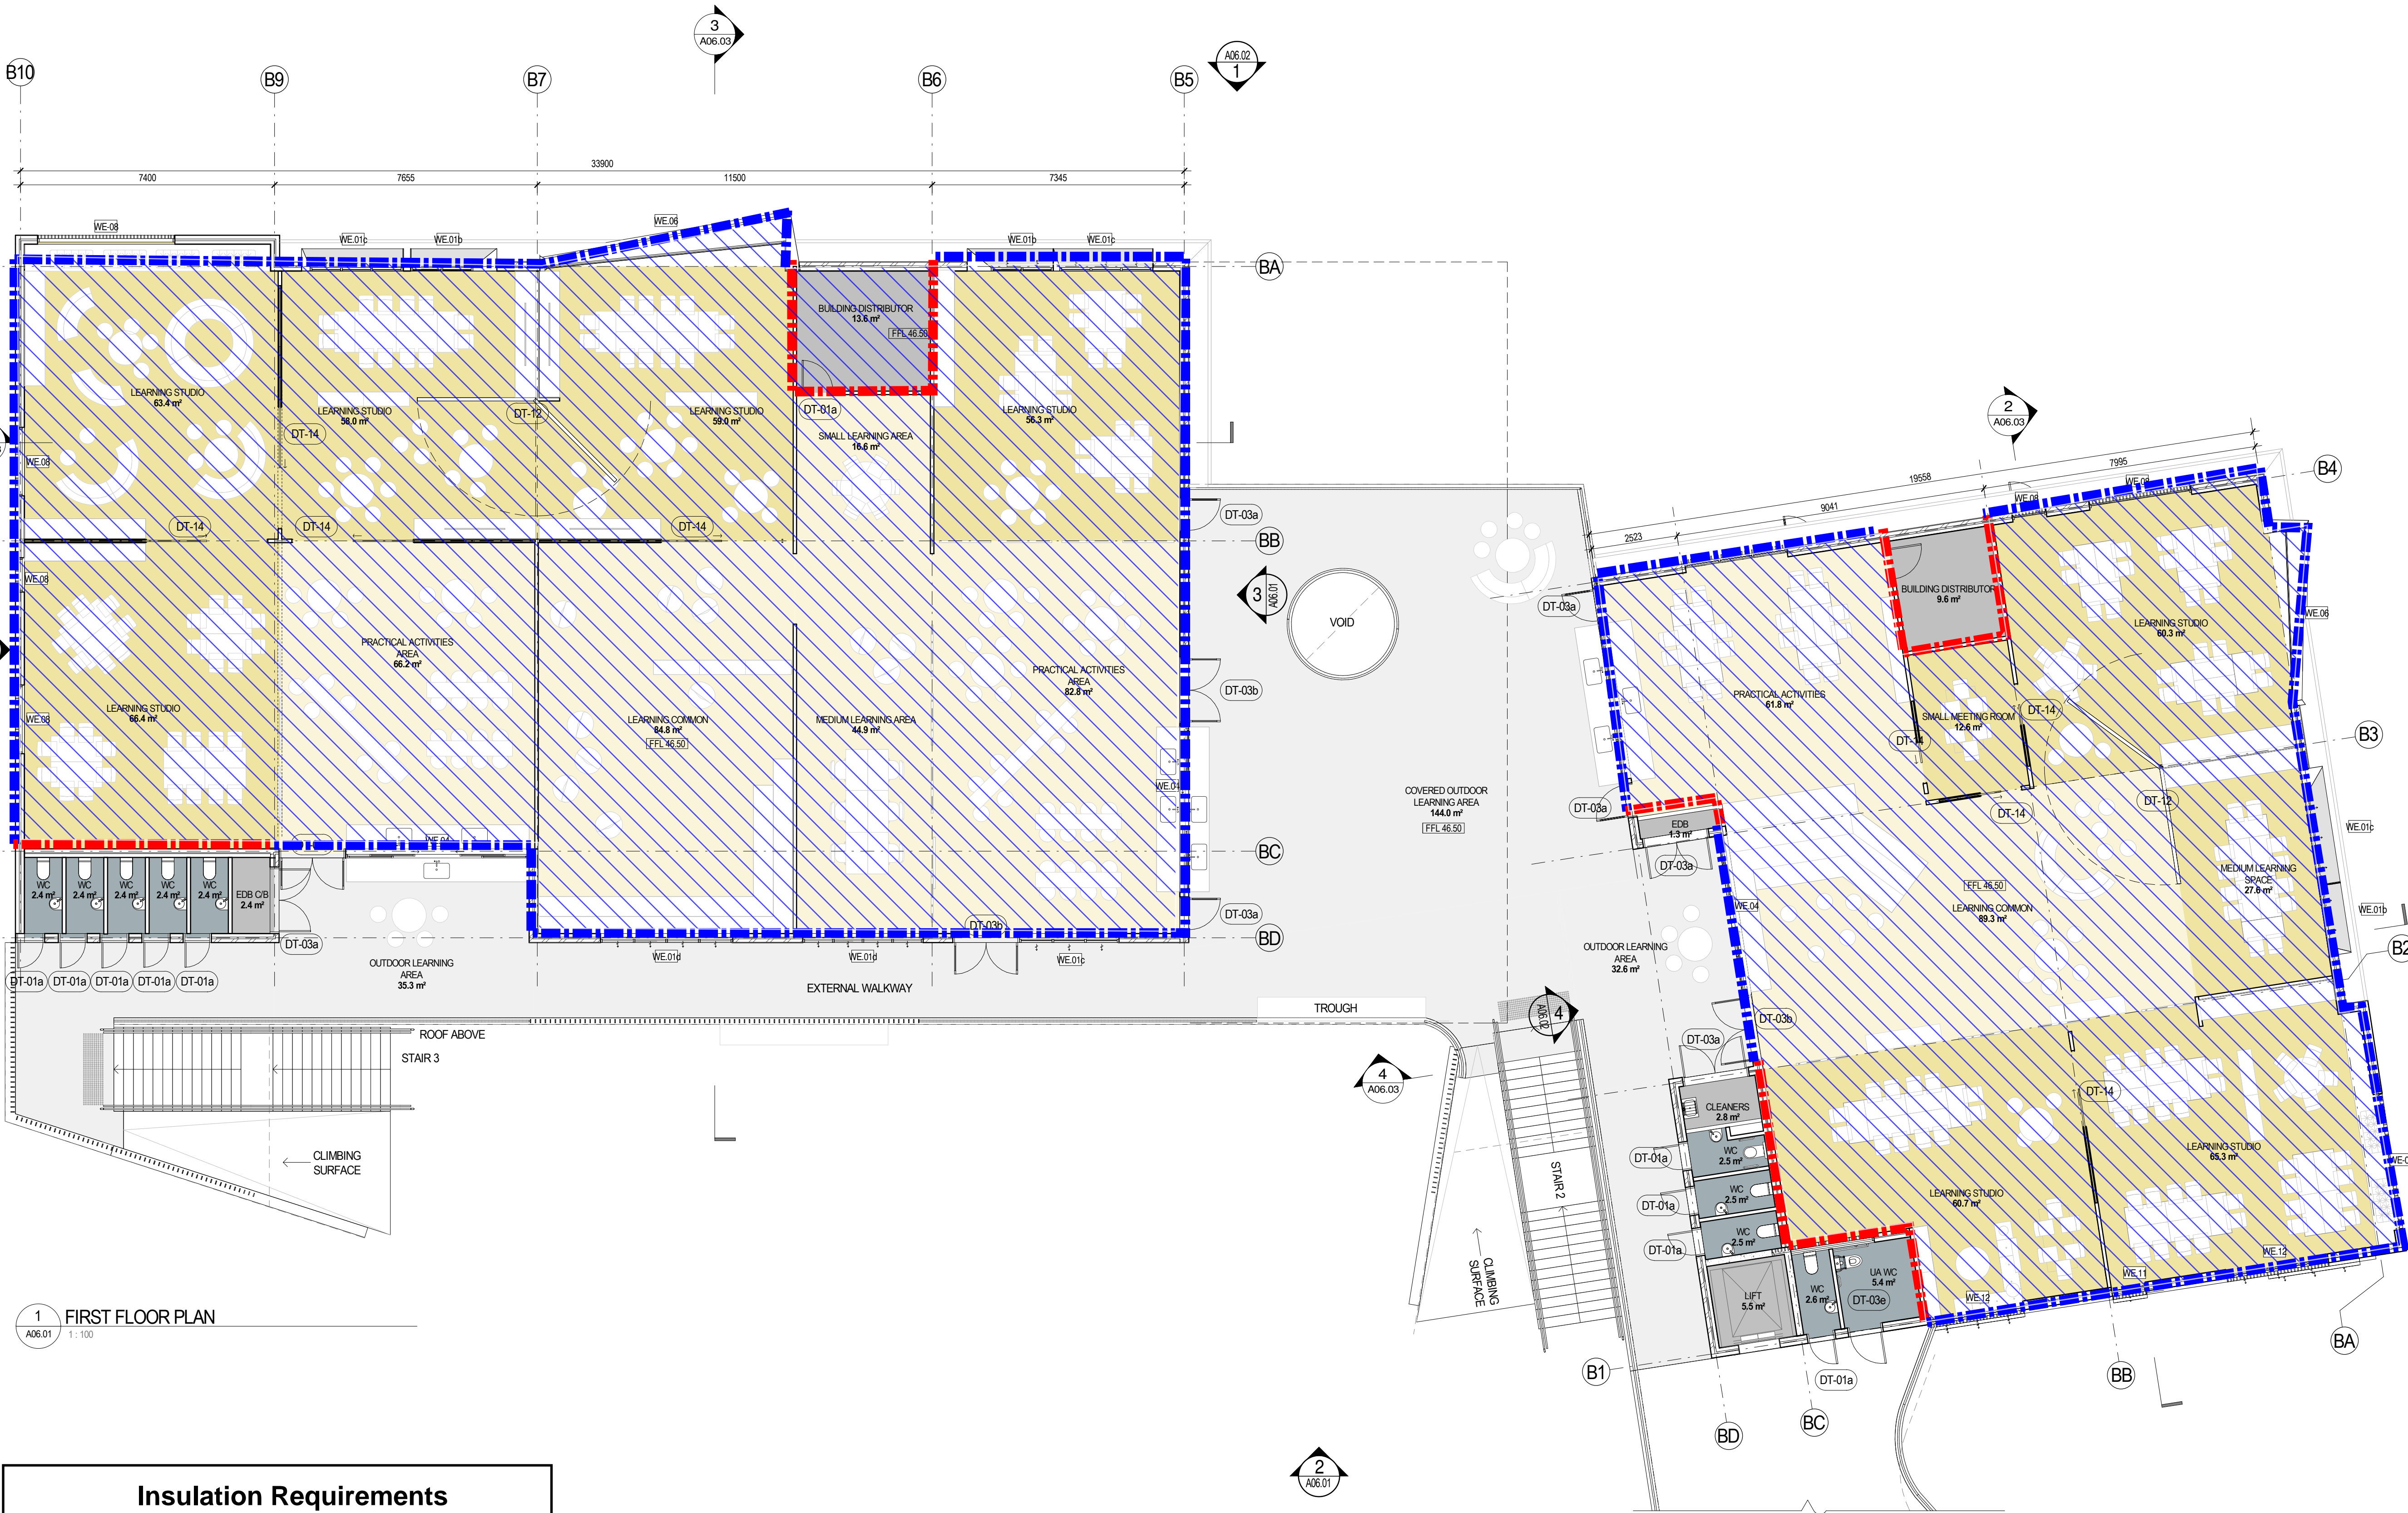 3
A06.03
A06.02
1
B10
B9
B7
B6
B5
33900
7400
7655
11500
7345
WE-08
WE.01c
WE.01b
WE.06
WE.01b
WE.01c
BA
BUILDING DISTRIBUTOR
13.6 m²
FFL 46.50
LEARNING STUDIO
63.4 m²
LEARNING STUDIO
58.0 m²
DT-14
DT-12
LEARNING STUDIO
59.0 m²
DT-01a
SMALL LEARNING AREA
16.6 m²
LEARNING STUDIO
56.3 m²
WE.08
DT-14
DT-14
DT-14
DT-03a
BB
WE.08
3
A06.01
PRACTICAL ACTIVITIES
AREA
66.2 m²
LEARNING STUDIO
66.4 m²
WE.08
LEARNING COMMON
84.8 m²
FFL 46.50
MEDIUM LEARNING AREA
44.9 m²
PRACTICAL ACTIVITIES
AREA
82.8 m²
DT-03b
WE.04
WE.04
BC
WC
2.4 m²
WC
2.4 m²
WC
2.4 m²
WC
2.4 m²
WC
2.4 m²
EDB C/B
2.4 m²
DT-03a
DT-03a
DT-03b
BD
DT-01a
DT-01a
DT-01a
DT-01a
DT-01a
OUTDOOR LEARNING
AREA
35.3 m²
WE.01d
WE.01d
WE.01c
EXTERNAL WALKWAY
ROOF ABOVE
STAIR 3
CLIMBING
SURFACE
TROUGH
VOID
COVERED OUTDOOR
LEARNING AREA
144.0 m²
FFL 46.50
2
A06.03
19558
7995
9041
2523
B4
WE.08
WE.08
DT-03a
BUILDING DISTRIBUTOR
9.6 m²
LEARNING STUDIO
60.3 m²
WE.06
PRACTICAL ACTIVITIES
61.8 m²
SMALL MEETING ROOM
12.6 m²
DT-14
DT-14
B3
DT-03a
DT-14
DT-12
EDB
1.3 m²
DT-03a
WE.01c
MEDIUM LEARNING
SPACE
27.6 m²
FFL 46.50
LEARNING COMMON
89.3 m²
WE.04
WE.01b
B2
OUTDOOR LEARNING
AREA
32.6 m²
DT-03b
DT-03a
4
A06.02
4
A06.03
CLEANERS
2.8 m²
DT-14
DT-01a
WC
2.5 m²
DT-01a
WC
2.5 m²
DT-01a
WC
2.5 m²
STAIR 2
LEARNING STUDIO
65.3 m²
LEARNING STUDIO
60.7 m²
CLIMBING
SURFACE
LIFT
5.5 m²
WC
2.6 m²
UA WC
5.4 m²
DT-03e
WE.12
WE.11
WE.12
DT-01a
B1
BD
BC
BB
BA
1
A06.01
FIRST FLOOR PLAN
1 : 100
2
A06.01
Insulation Requirements